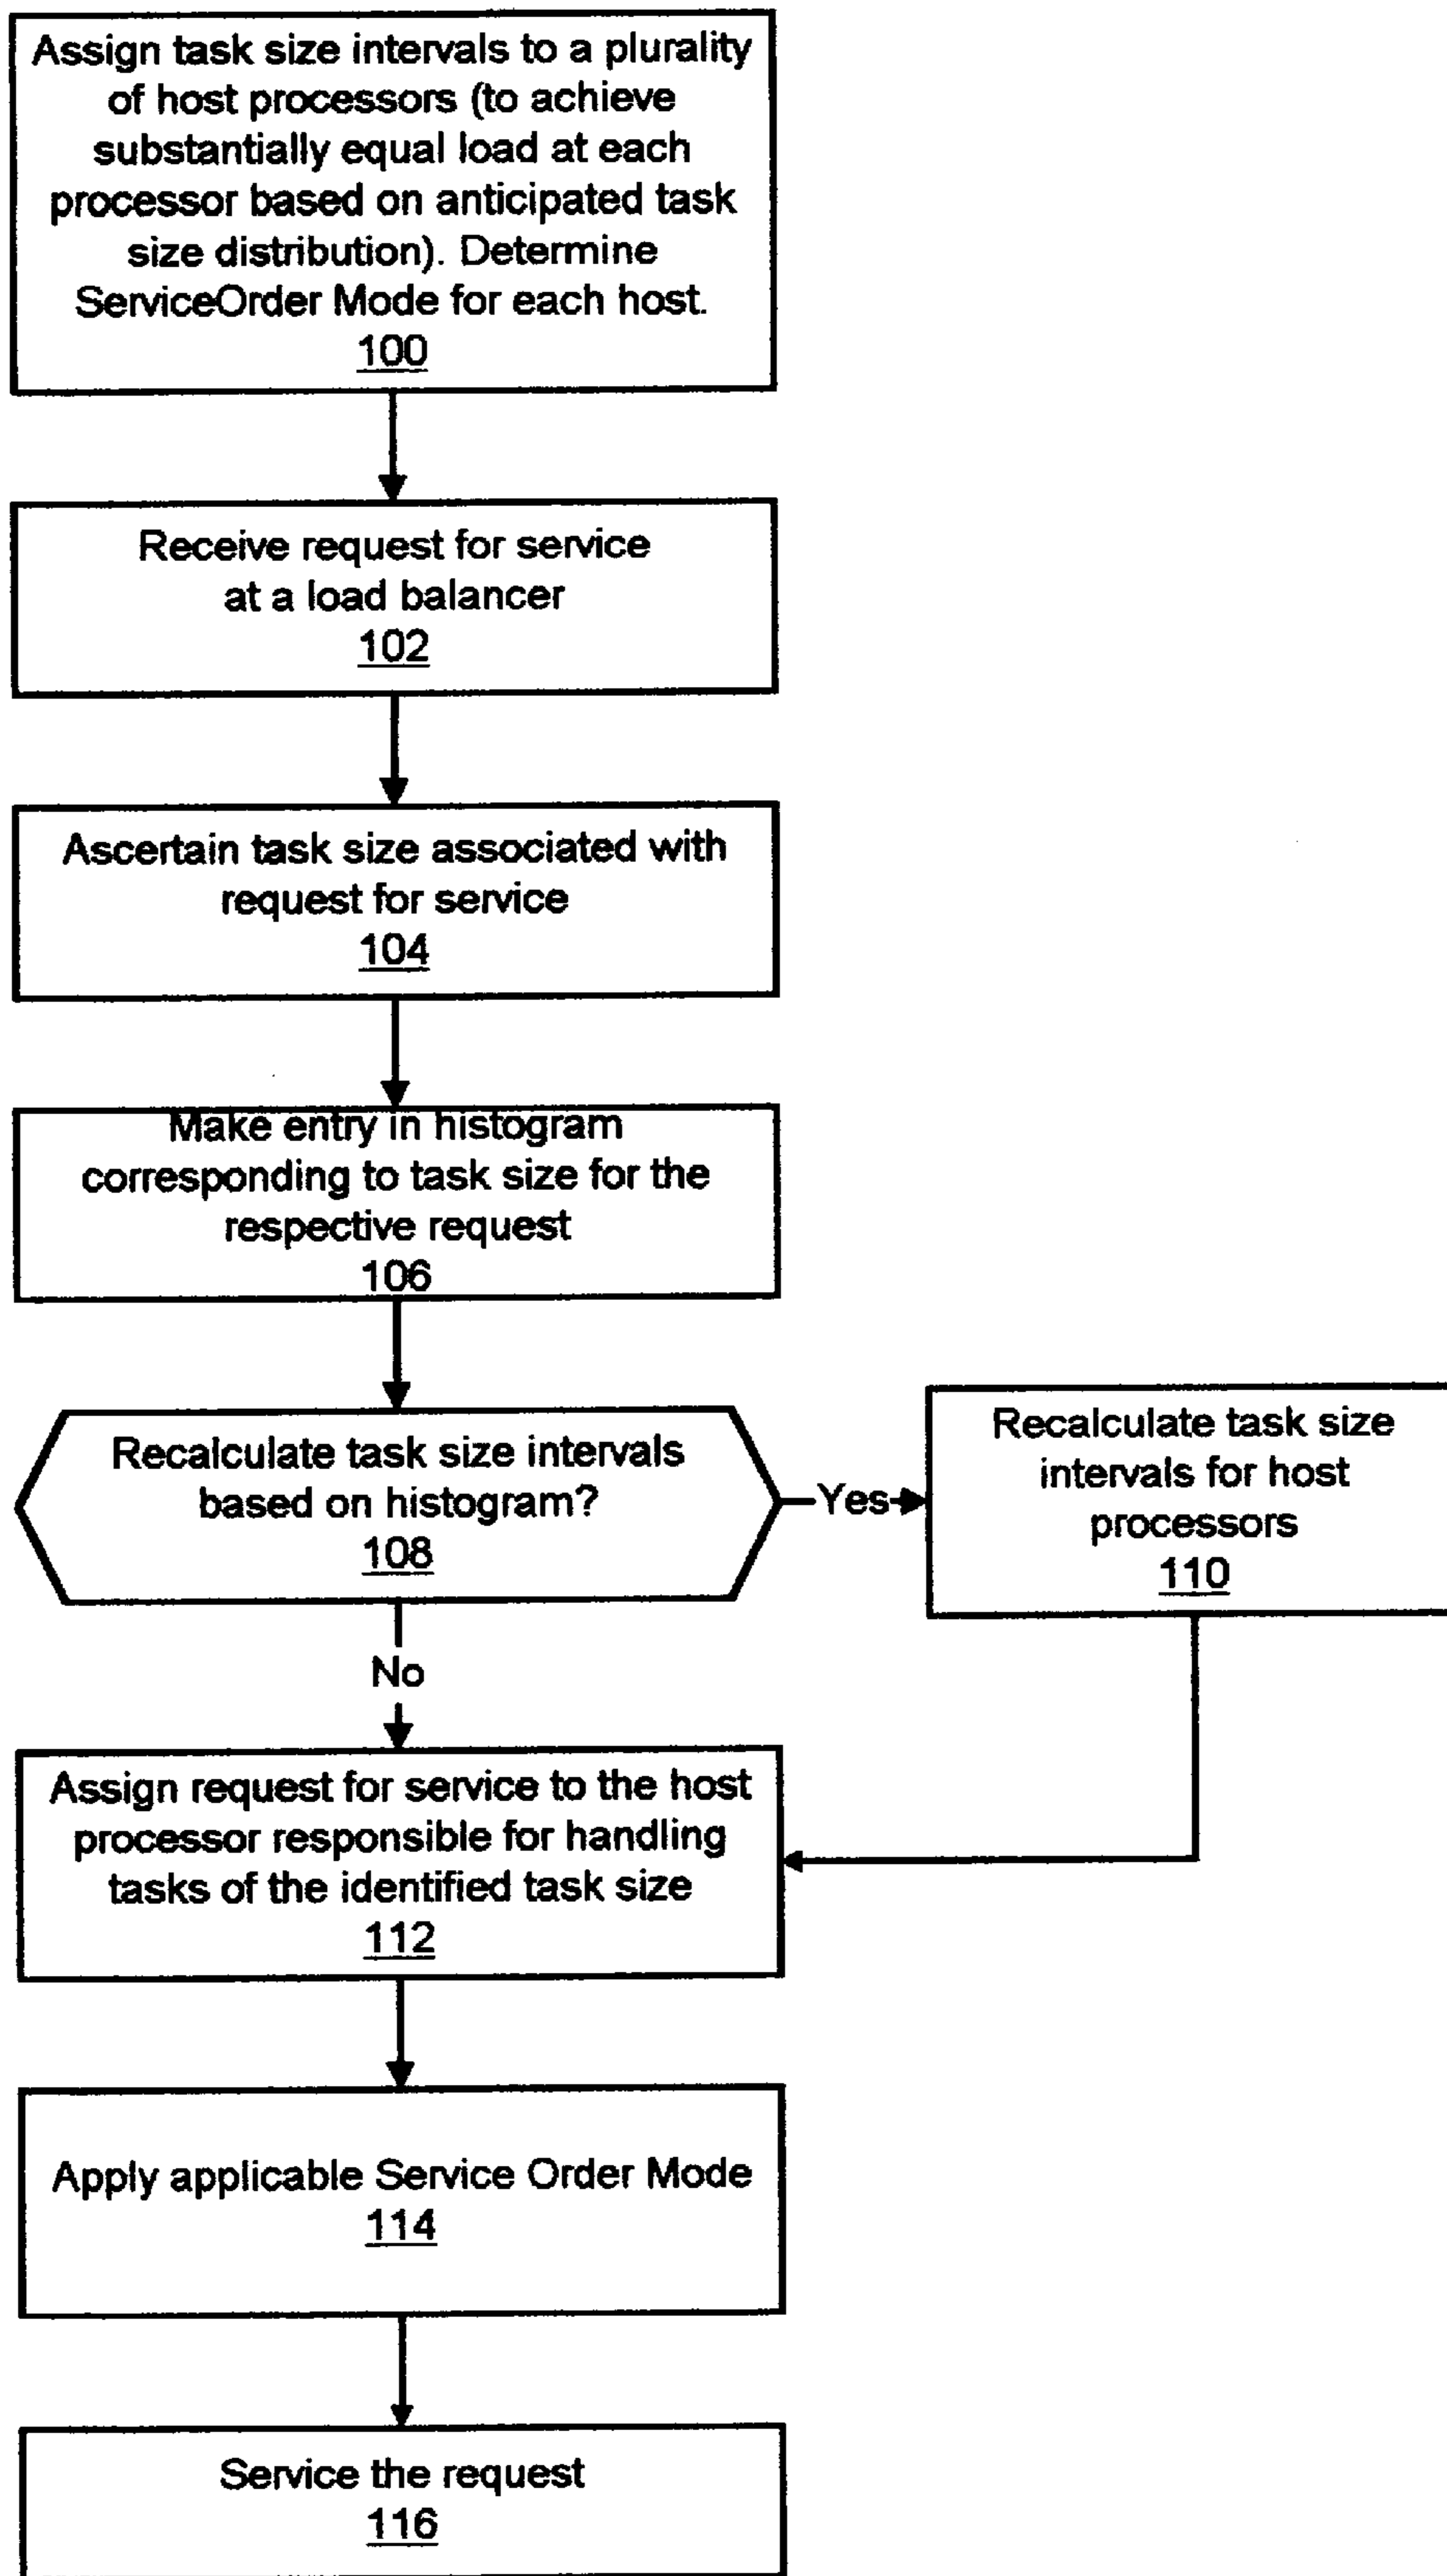 Assign task size intervals to a plurality
of host processors (to achieve
substantially equal load at each
processor based on anticipated task
size distribution). Determine
ServiceOrder Mode for each host.
100
Receive request for service
at a load balancer
102
Ascertain task size associated with
request for service
104
Make entry in histogram
corresponding to task size for the
respective request
106
Recalculate task size intervals
based on histogram?
108
Yes
Recalculate task size
intervals for host
processors
110
No
Assign request for service to the host
processor responsible for handling
tasks of the identified task size
112
Apply applicable Service Order Mode
114
Service the request
116